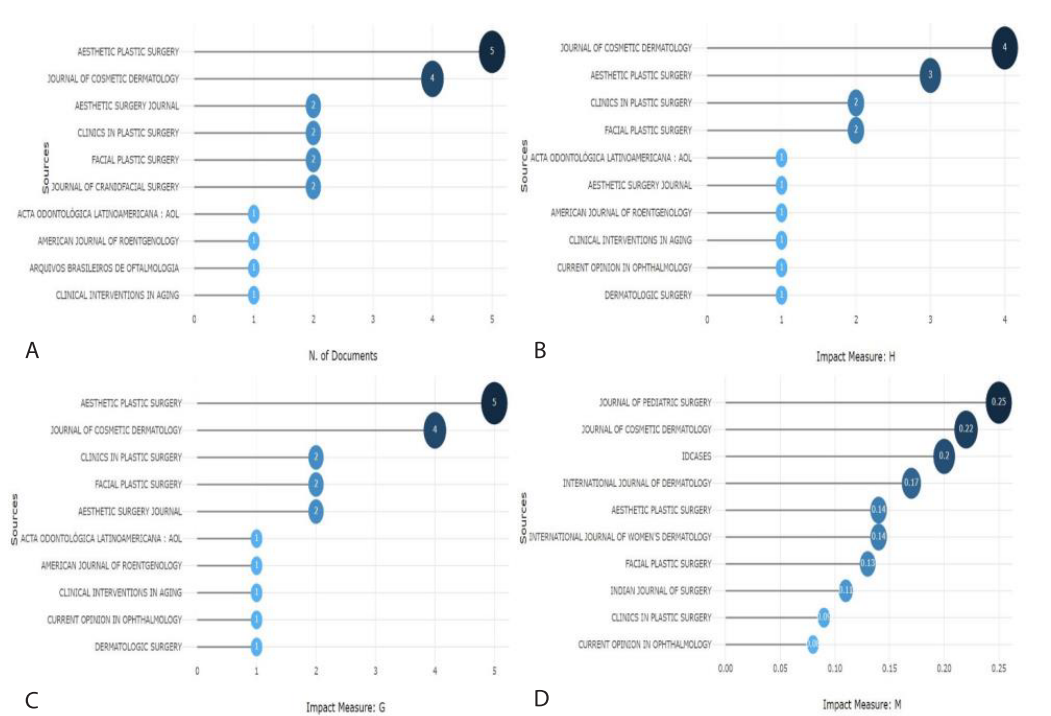 AESTHETIC PLASTIC SURGERY 5
JOURNAL OF COSMETIC DERMATOLOGY 4
AESTHETIC SURGERY JOURNAL 2
CLINICS IN PLASTIC SURGERY 2
FACIAL PLASTIC SURGERY 2
JOURNAL OF CRANIOFACIAL SURGERY 2
ACTA ODONTOLÓGICA LATINOAMERICANA : AOL 1
AMERICAN JOURNAL OF ROENTGENOLOGY 1
ARQUIVOS BRASILEIROS DE OFTALMOLOGIA 1
CLINICAL INTERVENTIONS IN AGING 1
Sources
0 1 2 3 4 5
N. of Documents
A
JOURNAL OF COSMETIC DERMATOLOGY 4
AESTHETIC PLASTIC SURGERY 3
CLINICS IN PLASTIC SURGERY 2
FACIAL PLASTIC SURGERY 2
ACTA ODONTOLÓGICA LATINOAMERICANA : AOL 1
AESTHETIC SURGERY JOURNAL 1
AMERICAN JOURNAL OF ROENTGENOLOGY 1
CLINICAL INTERVENTIONS IN AGING 1
CURRENT OPINION IN OPHTHALMOLOGY 1
DERMATOLOGIC SURGERY 1
Sources
0 1 2 3 4
Impact Measure: H
B
AESTHETIC PLASTIC SURGERY 5
JOURNAL OF COSMETIC DERMATOLOGY 4
CLINICS IN PLASTIC SURGERY 2
FACIAL PLASTIC SURGERY 2
AESTHETIC SURGERY JOURNAL 2
ACTA ODONTOLÓGICA LATINOAMERICANA : AOL 1
AMERICAN JOURNAL OF ROENTGENOLOGY 1
CLINICAL INTERVENTIONS IN AGING 1
CURRENT OPINION IN OPHTHALMOLOGY 1
DERMATOLOGIC SURGERY 1
Sources
0 1 2 3 4 5
Impact Measure: G
C
JOURNAL OF PEDIATRIC SURGERY 0.25
JOURNAL OF COSMETIC DERMATOLOGY 0.22
IDCASES 0.2
INTERNATIONAL JOURNAL OF DERMATOLOGY 0.17
AESTHETIC PLASTIC SURGERY 0.14
INTERNATIONAL JOURNAL OF WOMEN'S DERMATOLOGY 0.14
FACIAL PLASTIC SURGERY 0.13
INDIAN JOURNAL OF SURGERY 0.11
CLINICS IN PLASTIC SURGERY
CURRENT OPINION IN OPHTHALMOLOGY
Sources
0.00 0.05 0.10 0.15 0.20 0.25
Impact Measure: M
D